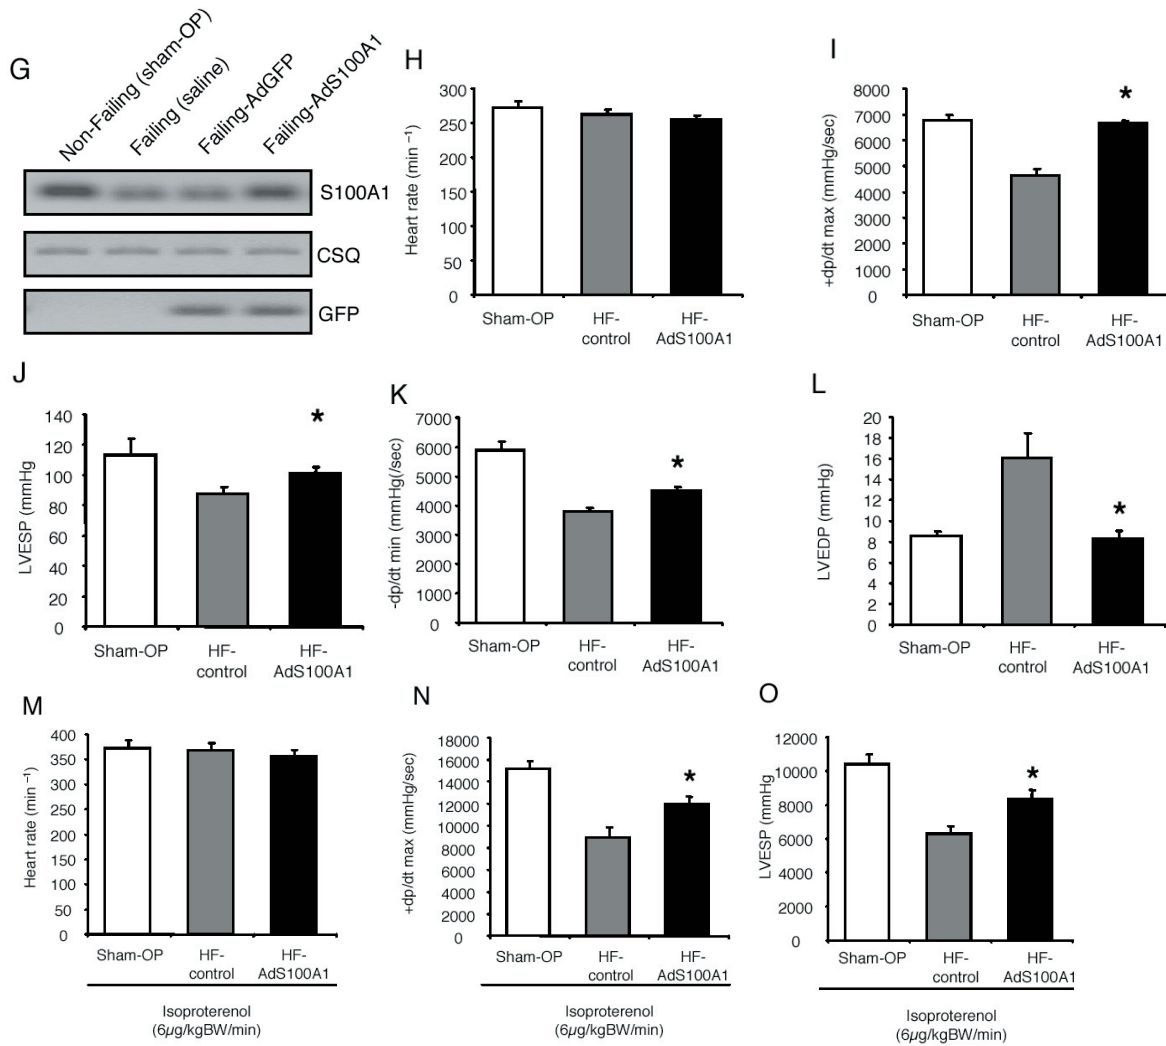 G
Non-Failing (sham-OP)
Failing (saline)
Failing-AdGFP
Failing-AdS100A1
S100A1
CSQ
GFP
H
Heart rate (min ⁻¹)
300
250
200
150
100
50
0
Sham-OP
HF-
control
HF-
AdS100A1
I
+dp/dt max (mmHg/sec)
8000
7000
6000
5000
4000
3000
2000
1000
0
*
Sham-OP
HF-
control
HF-
AdS100A1
J
LVESP (mmHg
140
120
100
80
60
40
20
0
*
Sham-OP
HF-
control
HF-
AdS100A1
K
-dp/dt min (mmHg(/sec)
7000
6000
5000
4000
3000
2000
1000
0
*
Sham-OP
HF-
control
HF-
AdS100A1
L
LVEDP (mmHg)
20
18
16
14
12
10
8
6
4
2
0
*
Sham-OP
HF-
control
HF-
AdS100A1
M
Heart rate (min ⁻¹)
400
350
300
250
200
150
100
50
0
Sham-OP
HF-
control
HF-
AdS100A1
Isoproterenol
(6µg/kgBW/min)
N
+dp/dt max (mmHg/sec)
18000
16000
14000
12000
10000
8000
6000
4000
2000
0
*
Sham-OP
HF-
control
HF-
AdS100A1
Isoproterenol
(6µg/kgBW/min)
O
LVESP (mmHg
12000
10000
8000
6000
4000
2000
0
*
Sham-OP
HF-
control
HF-
AdS100A1
Isoproterenol
(6µg/kgBW/min)